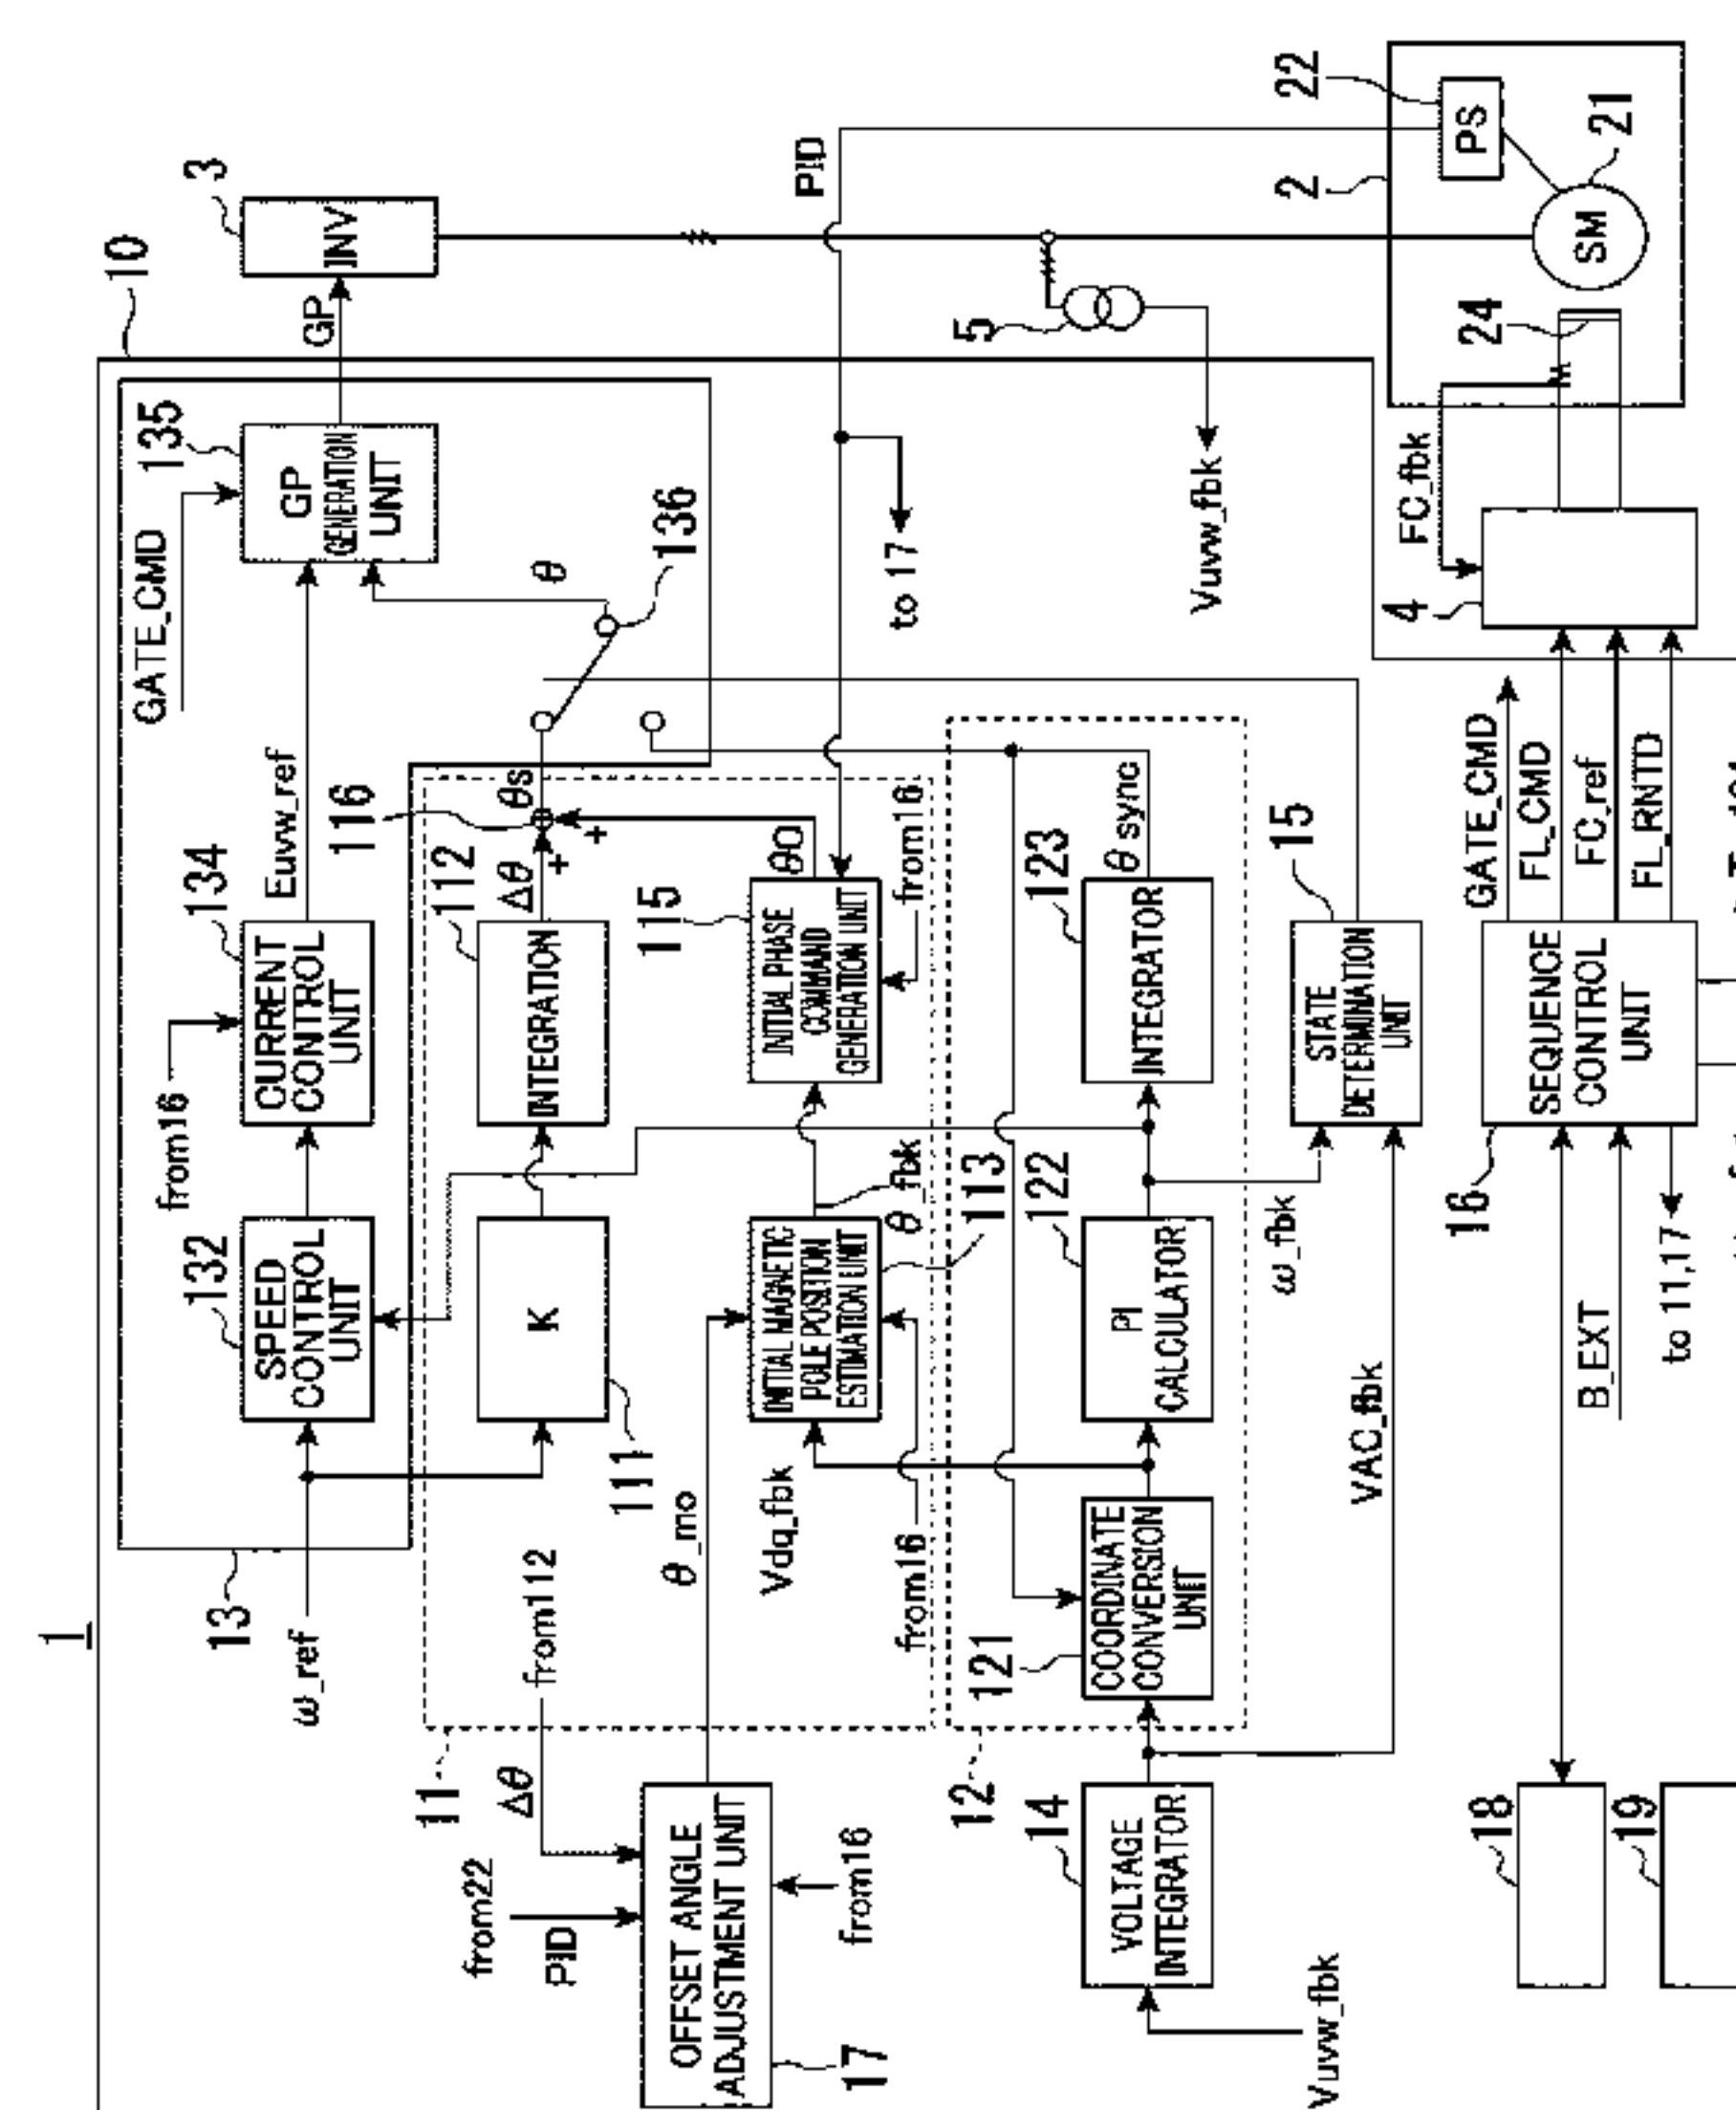 1
10
3
INV
GP
135
GATE_CMD
GP
GENERATION
UNIT
Euvw_ref
134
from16
CURRENT
CONTROL
UNIT
132
SPEED
CONTROL
UNIT
13
ω_ref
θ
136
116
θs
Δθ
+
+
112
INTEGRATION
K
111
from112
Δθ
11
θ0
115
INITIAL PHASE
COMMAND
GENERATION UNIT
from16
θ_fbk
113
INITIAL MAGNETIC
POLE POSITION
ESTIMATION UNIT
θ_mo
Vdq_fbk
from16
from22
PID
OFFSET ANGLE
ADJUSTMENT UNIT
from16
17
PID
to 17
5
Vuvw_fbk
θsync
123
INTEGRATOR
122
PI
CALCULATOR
121
COORDINATE
CONVERSION
UNIT
12
14
VOLTAGE
INTEGRATOR
Vuvw_fbk
15
STATE
DETERMINATION
UNIT
ω_fbk
VAC_fbk
2
22
PS
21
SM
24
FC_fbk
4
GATE_CMD
FL_CMD
FC_ref
FL_RNTD
SEQUENCE
CONTROL
UNIT
16
B_EXT
to 11,17
18
19